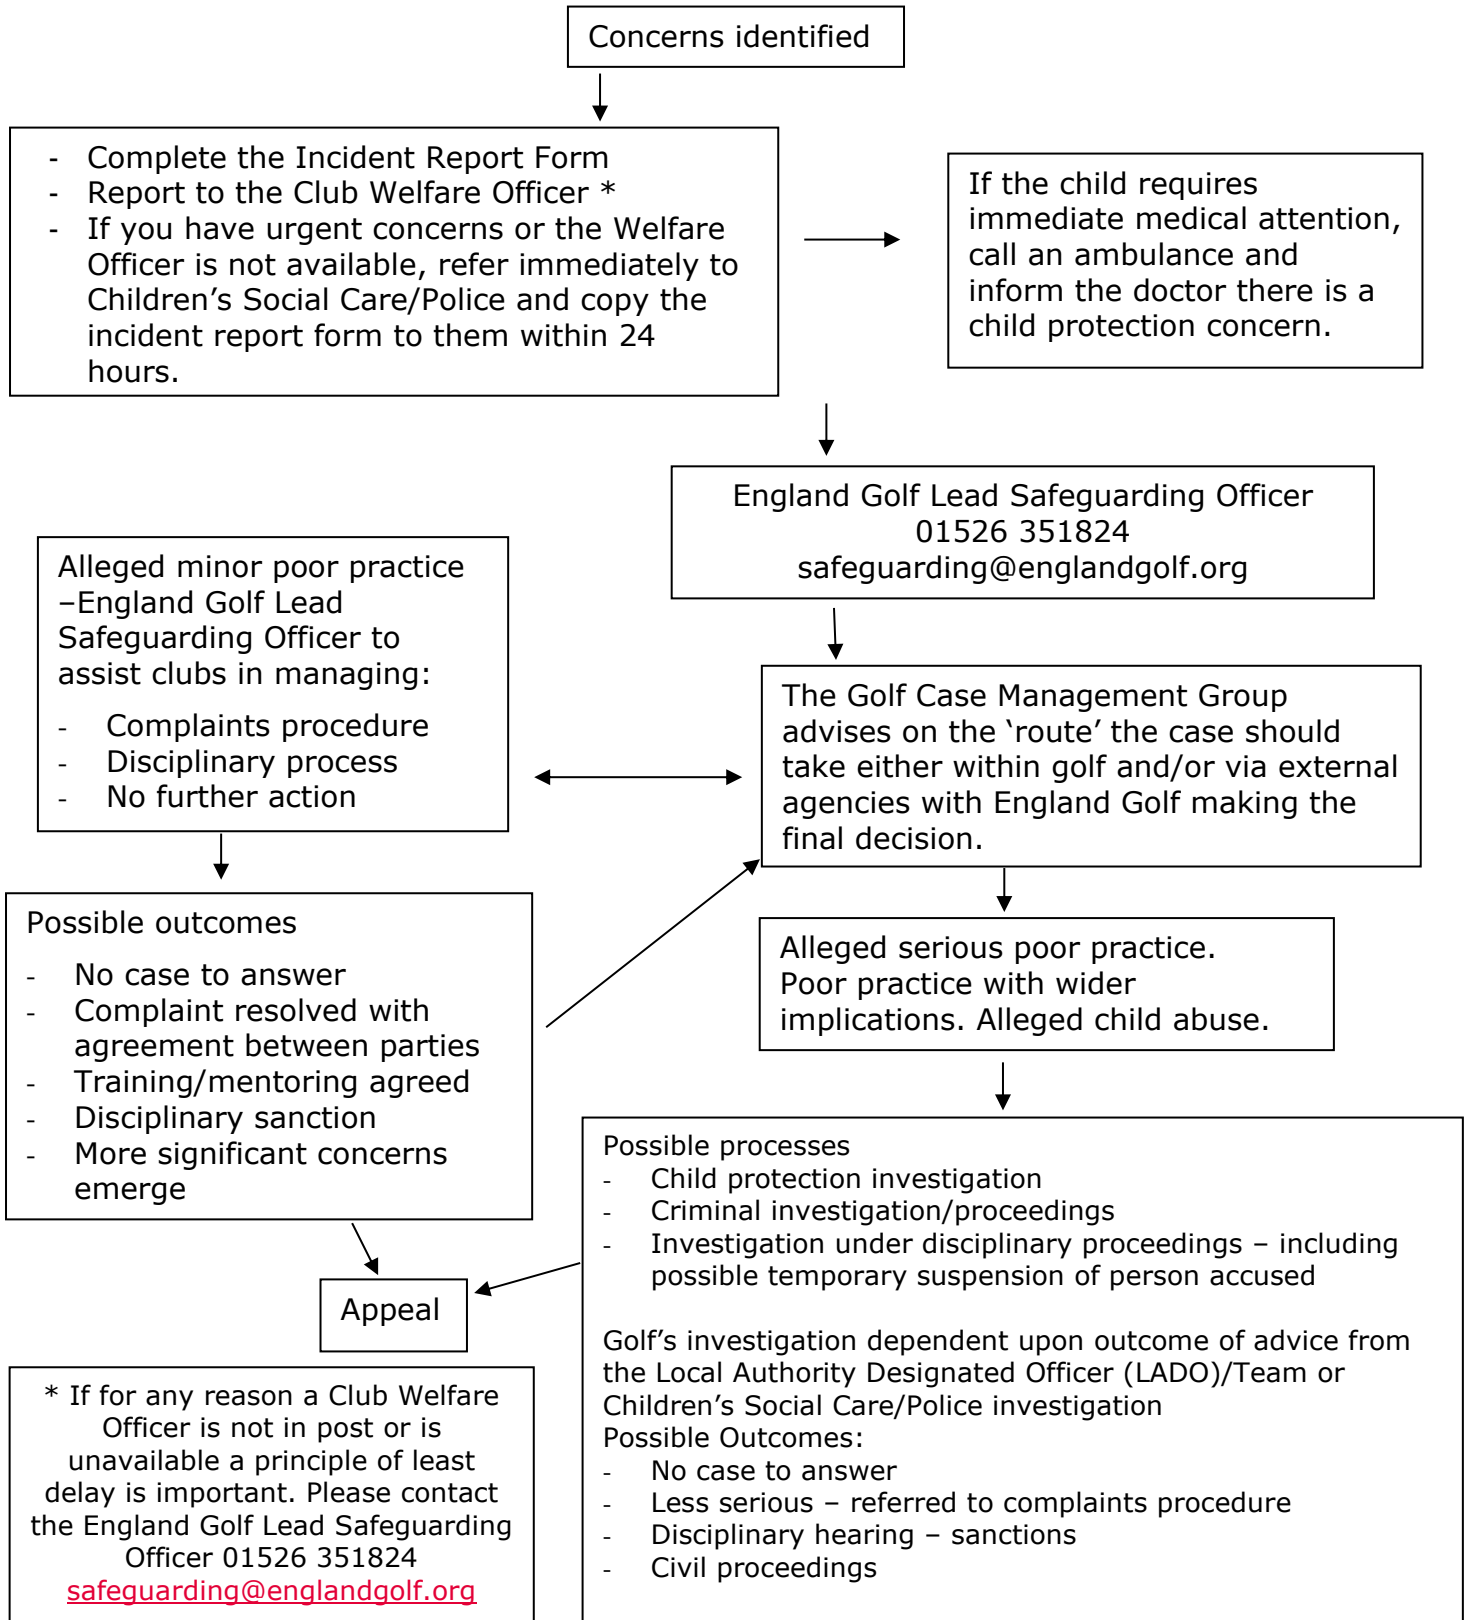 Concerns identified
- Complete the Incident Report Form
- Report to the Club Welfare Officer *
- If you have urgent concerns or the Welfare
Officer is not available, refer immediately to
Children’s Social Care/Police and copy the
incident report form to them within 24
hours.
If the child requires
immediate medical attention,
call an ambulance and
inform the doctor there is a
child protection concern.
England Golf Lead Safeguarding Officer
01526 351824
safeguarding@englandgolf.org
Alleged minor poor practice
–England Golf Lead
Safeguarding Officer to
assist clubs in managing:
- Complaints procedure
- Disciplinary process
- No further action
The Golf Case Management Group
advises on the ‘route’ the case should
take either within golf and/or via external
agencies with England Golf making the
final decision.
Possible outcomes
- No case to answer
- Complaint resolved with
agreement between parties
- Training/mentoring agreed
- Disciplinary sanction
- More significant concerns
emerge
Alleged serious poor practice.
Poor practice with wider
implications. Alleged child abuse.
Possible processes
- Child protection investigation
- Criminal investigation/proceedings
- Investigation under disciplinary proceedings – including
possible temporary suspension of person accused
Golf’s investigation dependent upon outcome of advice from
the Local Authority Designated Officer (LADO)/Team or
Children’s Social Care/Police investigation
Possible Outcomes:
- No case to answer
- Less serious – referred to complaints procedure
- Disciplinary hearing – sanctions
- Civil proceedings
Appeal
* If for any reason a Club Welfare
Officer is not in post or is
unavailable a principle of least
delay is important. Please contact
the England Golf Lead Safeguarding
Officer 01526 351824
safeguarding@englandgolf.org